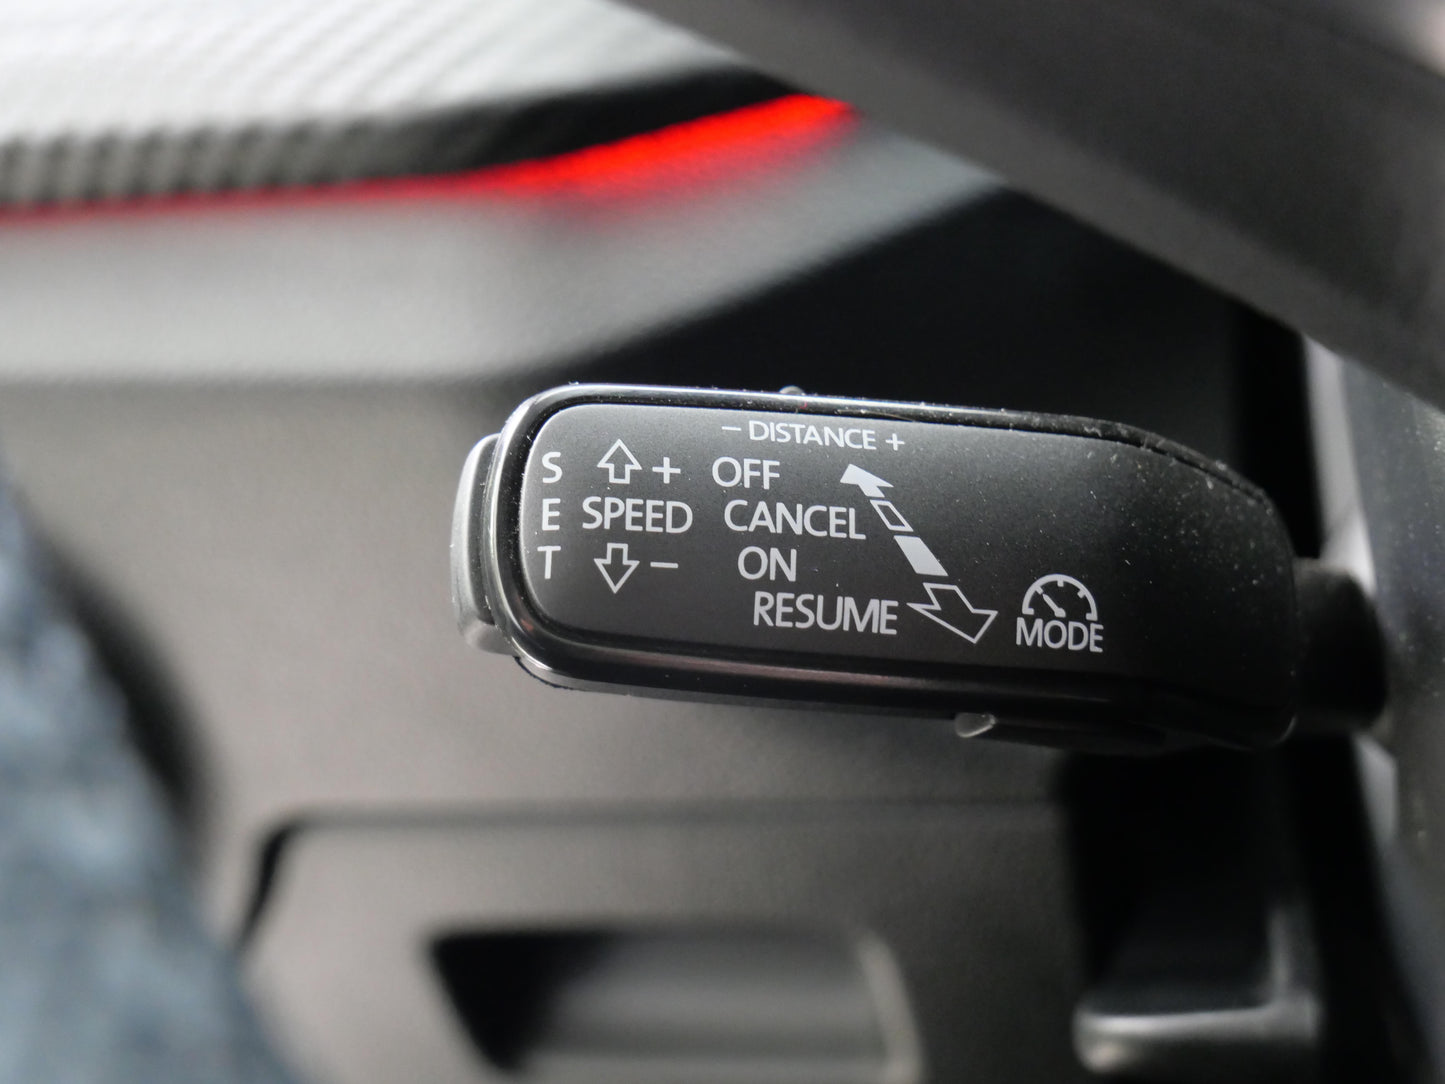 − DISTANCE +
S + OFF
E SPEED CANCEL
T − ON
RESUME
MODE